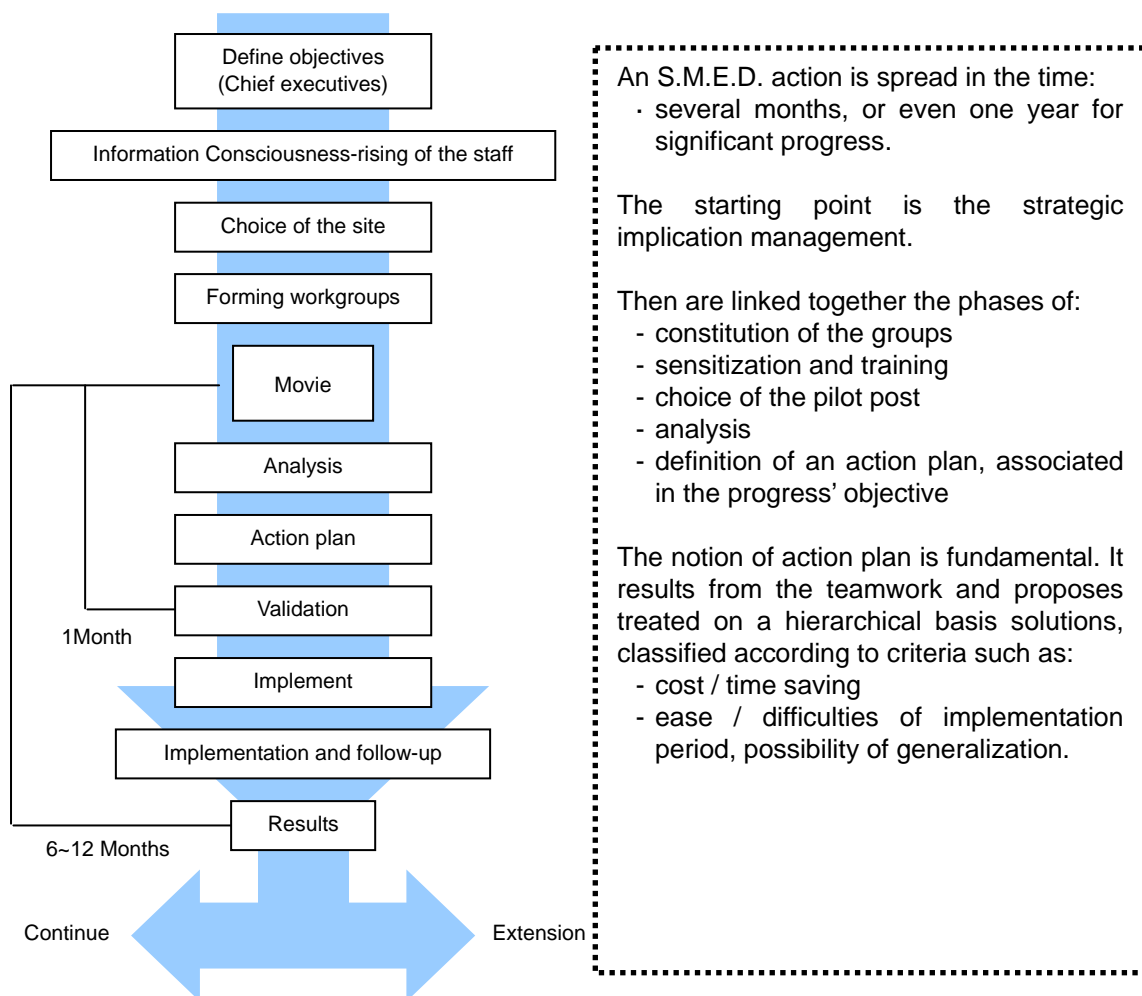 Define objectives
(Chief executives)
Information Consciousness-rising of the staff
Choice of the site
Forming workgroups
Movie
Analysis
Action plan
Validation
1Month
Implement
Implementation and follow-up
Results
6~12 Months
Continue
Extension
An S.M.E.D. action is spread in the time:
· several months, or even one year for
significant progress.
The starting point is the strategic
implication management.
Then are linked together the phases of:
- constitution of the groups
- sensitization and training
- choice of the pilot post
- analysis
- definition of an action plan, associated
in the progress’ objective
The notion of action plan is fundamental. It
results from the teamwork and proposes
treated on a hierarchical basis solutions,
classified according to criteria such as:
- cost / time saving
- ease / difficulties of implementation
period, possibility of generalization.